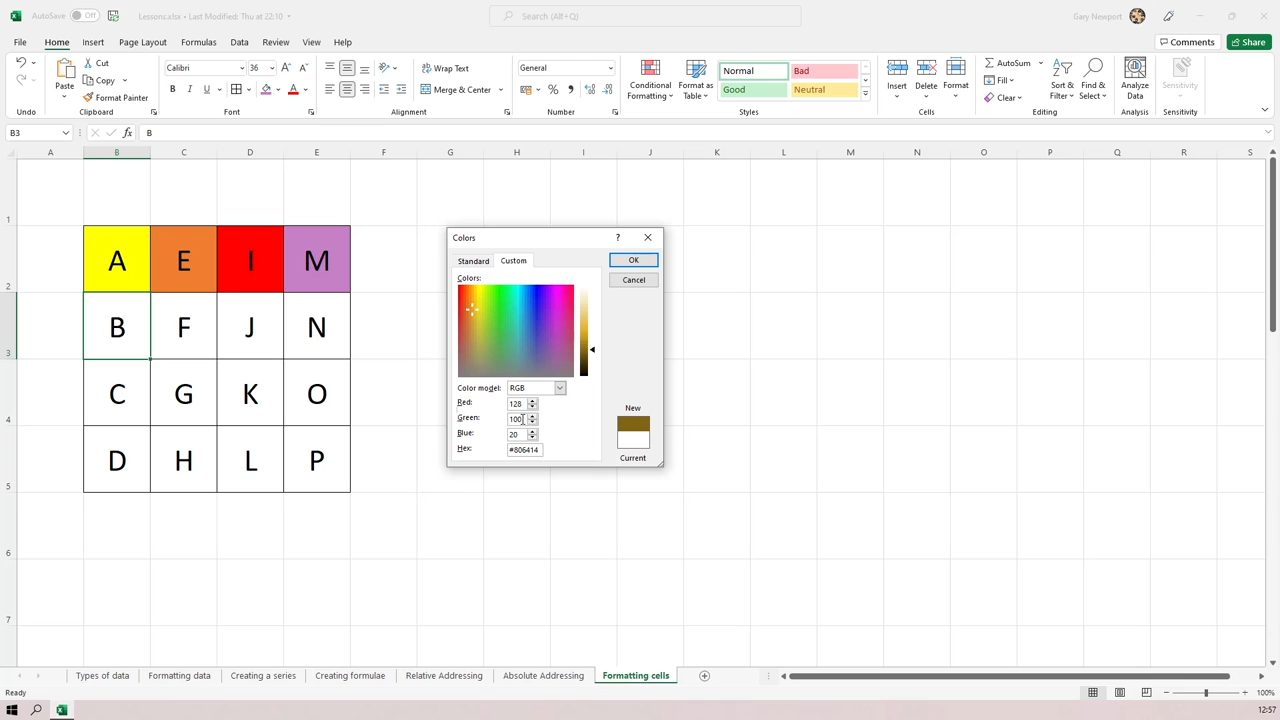 AutoSave Off Lessons.xlsx • Last Modified: Thu at 22:10 Search (Alt+Q) Gary Newport
File Home Insert Page Layout Formulas Data Review View Help Comments Share
Cut Calibri 36 Wrap Text General Normal Bad AutoSum
Paste Copy Conditional Formatting Format as Table Insert Delete Format Fill Sort & Filter Find & Select Analyze Data Sensitivity
Format Painter B I U Merge & Center % Good Neutral Clear
Undo Clipboard Font Alignment Number Styles Cells Editing Analysis Sensitivity
B3 fx B
A B C D E F G H I J K L M N O P Q R S
1
2 A E I M
3 B F J N
4 C G K O
5 D H L P
6
7
Colors ?
Standard Custom OK
Colors: Cancel
Color model: RGB
Red: 128
Green: 100
Blue: 20
Hex: #806414
New
Current
Types of data Formatting data Creating a series Creating formulae Relative Addressing Absolute Addressing Formatting cells
Ready 100%
12:57